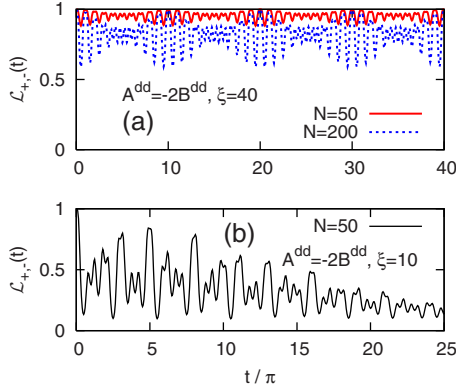 1
0.5
0
ℒ+,-(t)
A^dd=-2B^dd, ξ=40
(a)
N=50
N=200
0 10 20 30 40
1
0.5
0
ℒ+,-(t)
(b)
N=50
A^dd=-2B^dd, ξ=10
0 5 10 15 20 25
t / π